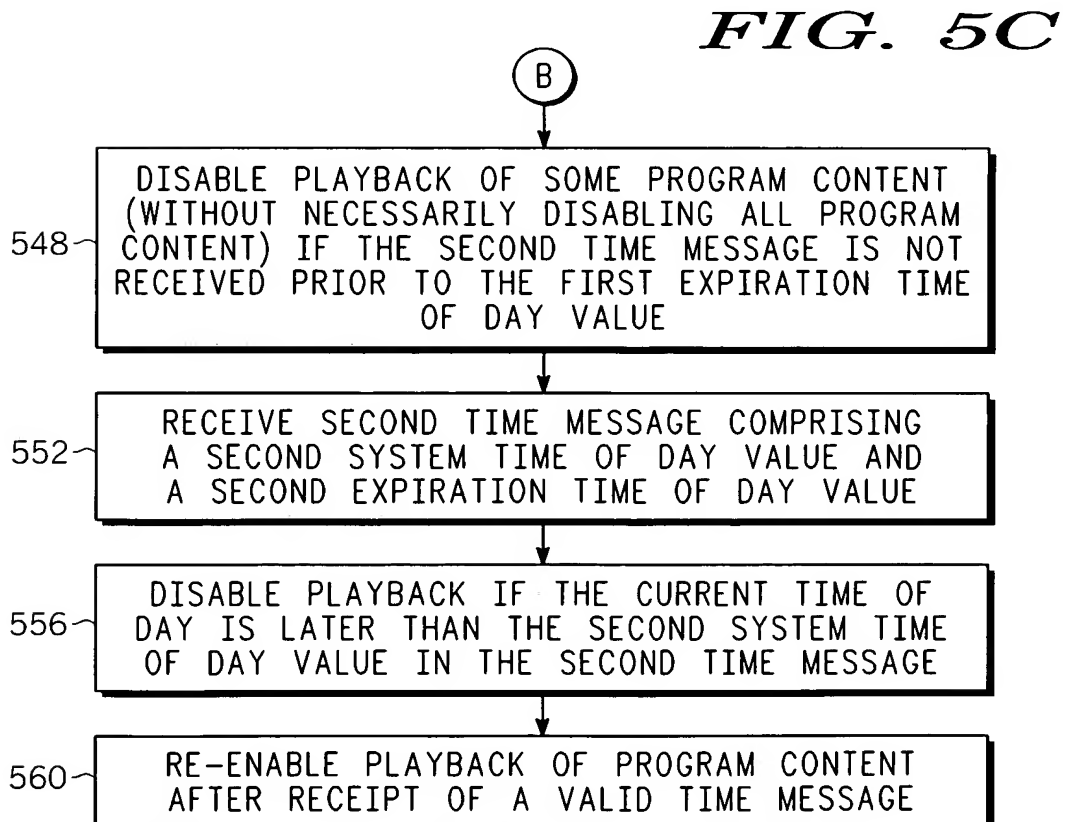 FIG. 5C
B
DISABLE PLAYBACK OF SOME PROGRAM CONTENT
(WITHOUT NECESSARILY DISABLING ALL PROGRAM
548 CONTENT) IF THE SECOND TIME MESSAGE IS NOT
RECEIVED PRIOR TO THE FIRST EXPIRATION TIME
OF DAY VALUE
RECEIVE SECOND TIME MESSAGE COMPRISING
552 A SECOND SYSTEM TIME OF DAY VALUE AND
A SECOND EXPIRATION TIME OF DAY VALUE
DISABLE PLAYBACK IF THE CURRENT TIME OF
556 DAY IS LATER THAN THE SECOND SYSTEM TIME
OF DAY VALUE IN THE SECOND TIME MESSAGE
560 RE-ENABLE PLAYBACK OF PROGRAM CONTENT
AFTER RECEIPT OF A VALID TIME MESSAGE